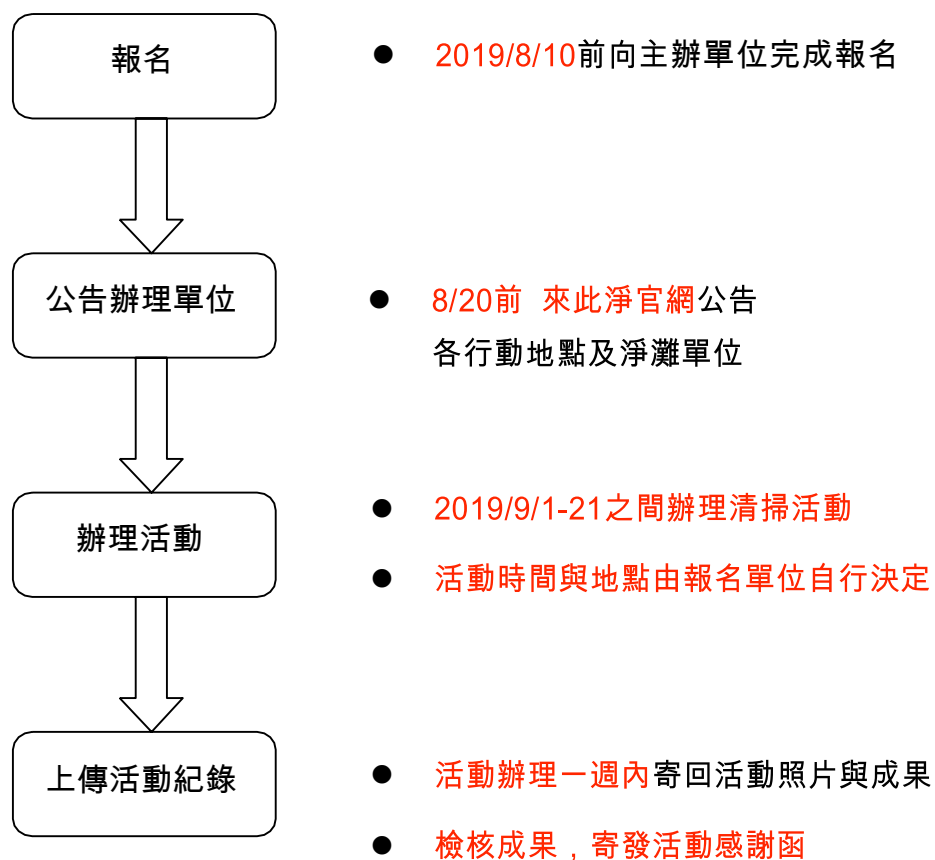 報名
● 2019/8/10前向主辦單位完成報名
公告辦理單位
● 8/20前 來此淨官網公告
各行動地點及淨灘單位
辦理活動
● 2019/9/1-21之間辦理清掃活動
● 活動時間與地點由報名單位自行決定
上傳活動紀錄
● 活動辦理一週內寄回活動照片與成果
● 檢核成果，寄發活動感謝函